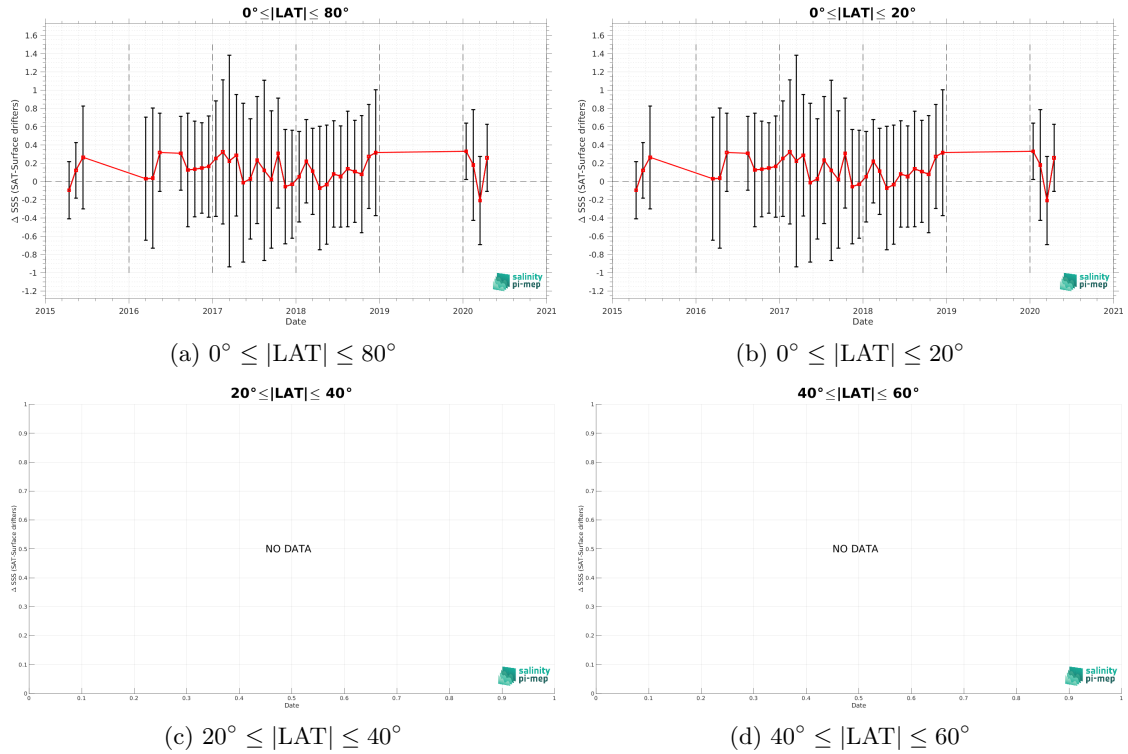 0°≤|LAT|≤ 80°
Δ SSS (SAT-Surface drifters)
1.6
1.4
1.2
1
0.8
0.6
0.4
0.2
0
-0.2
-0.4
-0.6
-0.8
-1
-1.2
2015 2016 2017 2018 2019 2020 2021
Date
salinity
pi-mep
(a) 0° ≤ |LAT| ≤ 80°
0°≤|LAT|≤ 20°
Δ SSS (SAT-Surface drifters)
1.6
1.4
1.2
1
0.8
0.6
0.4
0.2
0
-0.2
-0.4
-0.6
-0.8
-1
-1.2
2015 2016 2017 2018 2019 2020 2021
Date
salinity
pi-mep
(b) 0° ≤ |LAT| ≤ 20°
20°≤|LAT|≤ 40°
Δ SSS (SAT-Surface drifters)
1
0.9
0.8
0.7
0.6
0.5
0.4
0.3
0.2
0.1
0
NO DATA
0 0.1 0.2 0.3 0.4 0.5 0.6 0.7 0.8 0.9 1
Date
salinity
pi-mep
(c) 20° ≤ |LAT| ≤ 40°
40°≤|LAT|≤ 60°
Δ SSS (SAT-Surface drifters)
1
0.9
0.8
0.7
0.6
0.5
0.4
0.3
0.2
0.1
0
NO DATA
0 0.1 0.2 0.3 0.4 0.5 0.6 0.7 0.8 0.9 1
Date
salinity
pi-mep
(d) 40° ≤ |LAT| ≤ 60°